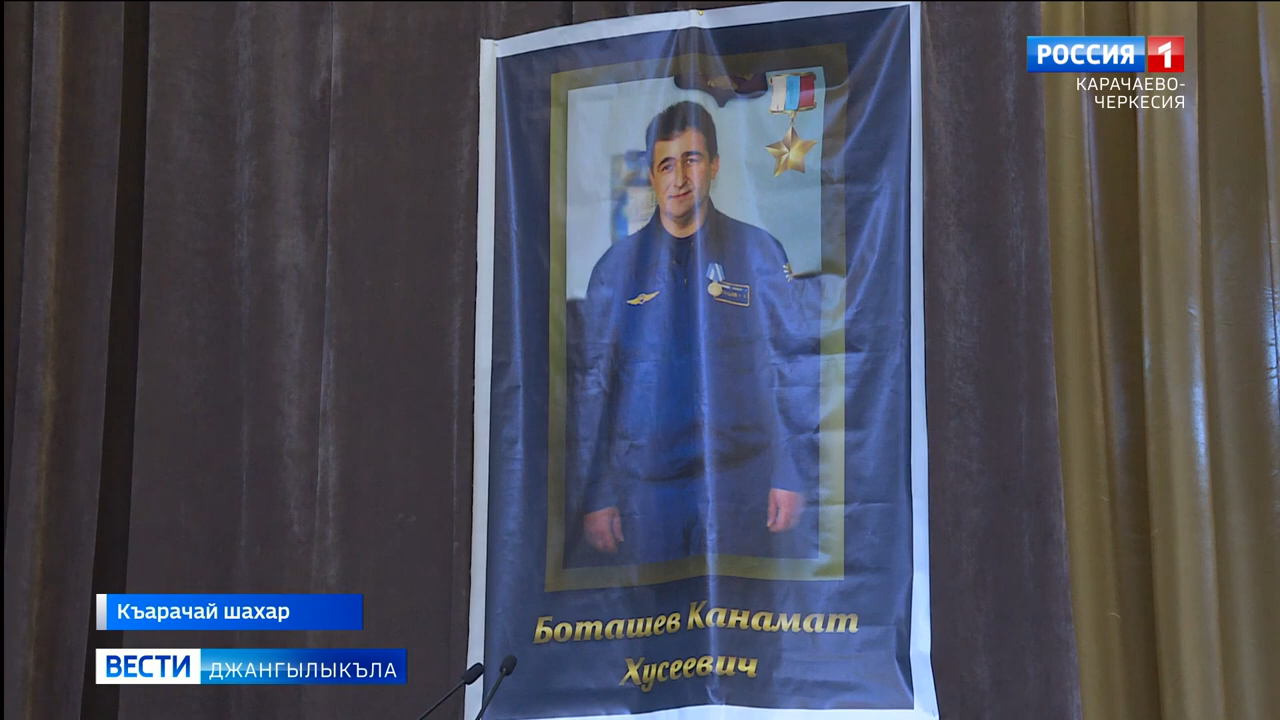 РОССИЯ 1
КАРАЧАЕВО-
ЧЕРКЕСИЯ
Боташев Канамат
Хусеевич
Къарачай шахар
ВЕСТИ ДЖАНГЫЛЫКЪЛА